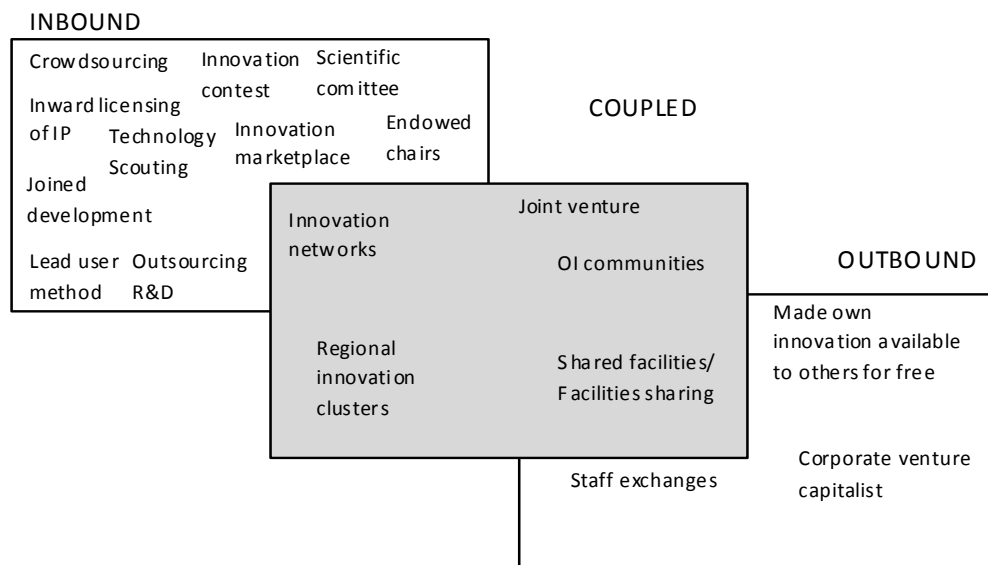 INBOUND
Crowdsourcing
Innovation
contest
Scientific
comittee
Inward licensing
of IP
Technology
Scouting
Innovation
marketplace
Endowed
chairs
Joined
development
Lead user
method
Outsourcing
R&D
COUPLED
Innovation
networks
Joint venture
OI communities
Regional
innovation
clusters
Shared facilities/
Facilities sharing
OUTBOUND
Made own
innovation available
to others for free
Staff exchanges
Corporate venture
capitalist